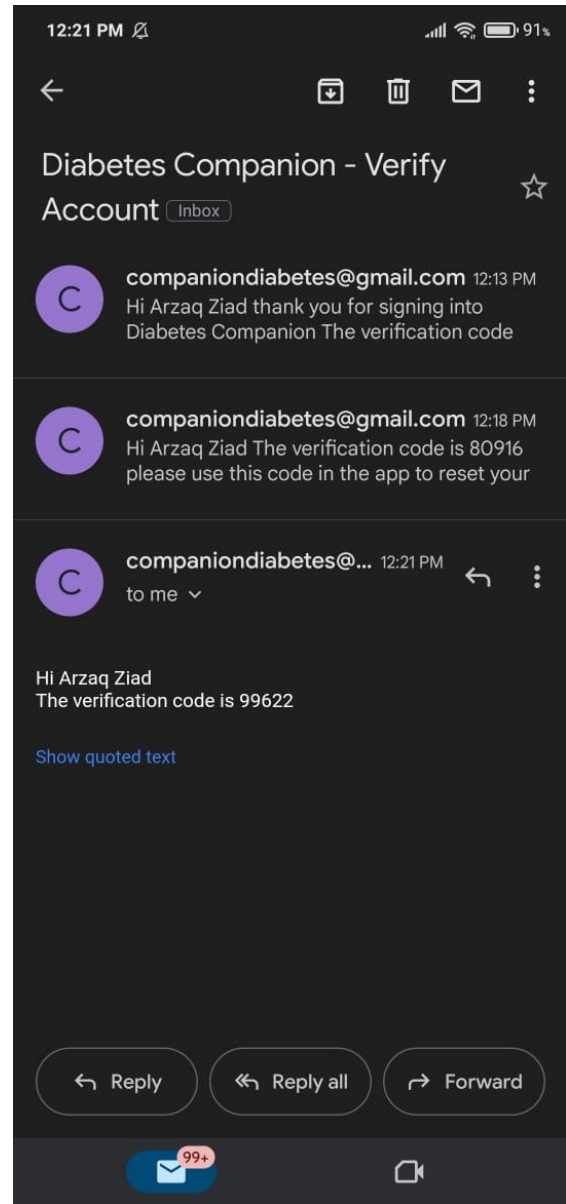 12:21 PM
91%
Diabetes Companion - Verify
Account Inbox
C
companiondiabetes@gmail.com 12:13 PM
Hi Arzaq Ziad thank you for signing into
Diabetes Companion The verification code
C
companiondiabetes@gmail.com 12:18 PM
Hi Arzaq Ziad The verification code is 80916
please use this code in the app to reset your
C
companiondiabetes@... 12:21 PM
to me
Hi Arzaq Ziad
The verification code is 99622
Show quoted text
Reply Reply all Forward
99+